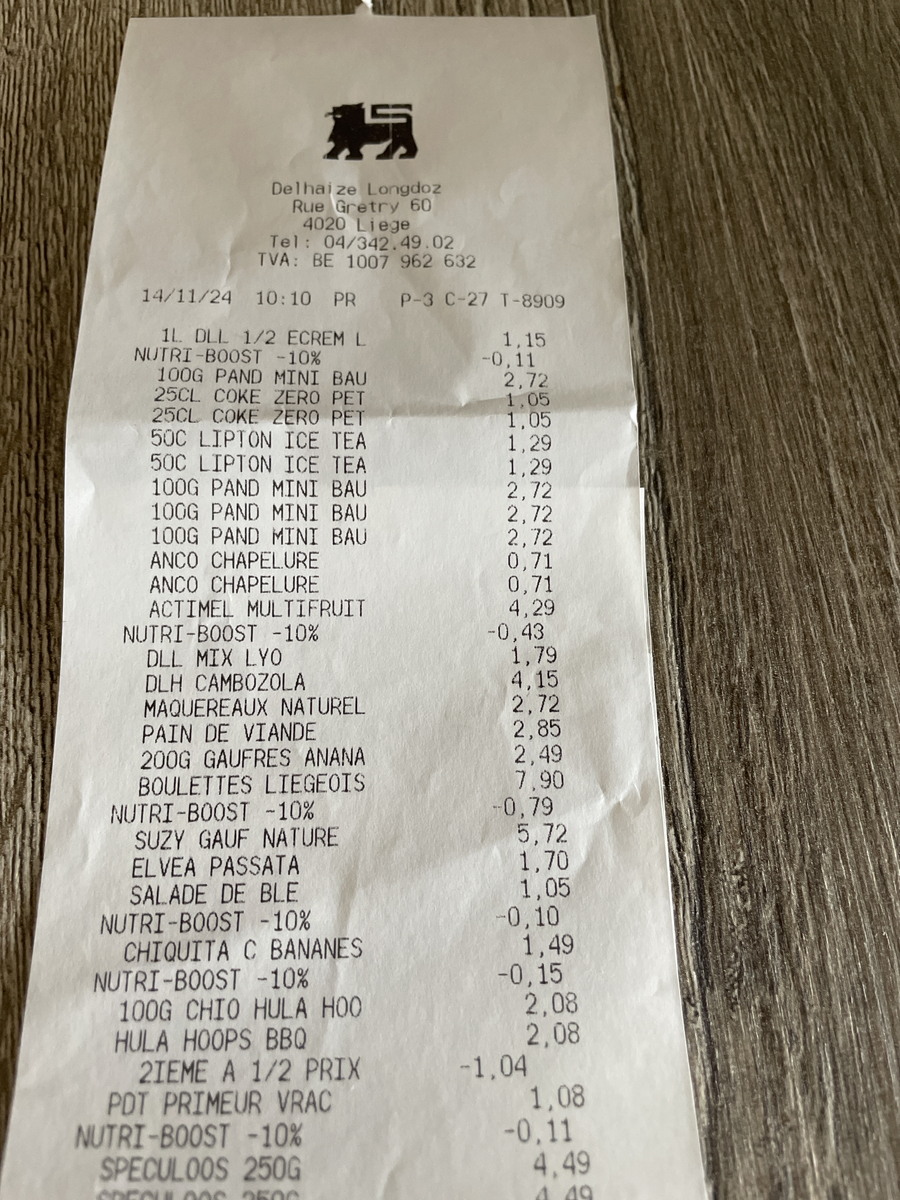 Delhaize Longdoz
Rue Gretry 60
4020 Liege
Tel: 04/342.49.02
TVA: BE 1007 962 632
14/11/24 10:10 PR P-3 C-27 T-8909
1L DLL 1/2 ECREM L 1,15
NUTRI-BOOST -10% -0,11
100G PAND MINI BAU 2,72
25CL COKE ZERO PET 1,05
25CL COKE ZERO PET 1,05
50C LIPTON ICE TEA 1,29
50C LIPTON ICE TEA 1,29
100G PAND MINI BAU 2,72
100G PAND MINI BAU 2,72
100G PAND MINI BAU 2,72
ANCO CHAPELURE 0,71
ANCO CHAPELURE 0,71
ACTIMEL MULTIFRUIT 4,29
NUTRI-BOOST -10% -0,43
DLL MIX LYO 1,79
DLH CAMBOZOLA 4,15
MAQUEREAUX NATUREL 2,72
PAIN DE VIANDE 2,85
200G GAUFRES ANANA 2,49
BOULETTES LIEGEOIS 7,90
NUTRI-BOOST -10% -0,79
SUZY GAUF NATURE 5,72
ELVEA PASSATA 1,70
SALADE DE BLE 1,05
NUTRI-BOOST -10% -0,10
CHIQUITA C BANANES 1,49
NUTRI-BOOST -10% -0,15
100G CHIO HULA HOO 2,08
HULA HOOPS BBQ 2,08
2IEME A 1/2 PRIX -1,04
PDT PRIMEUR VRAC 1,08
NUTRI-BOOST -10% -0,11
SPECULOOS 250G 4,49
SPECULOOS 250G 4,49